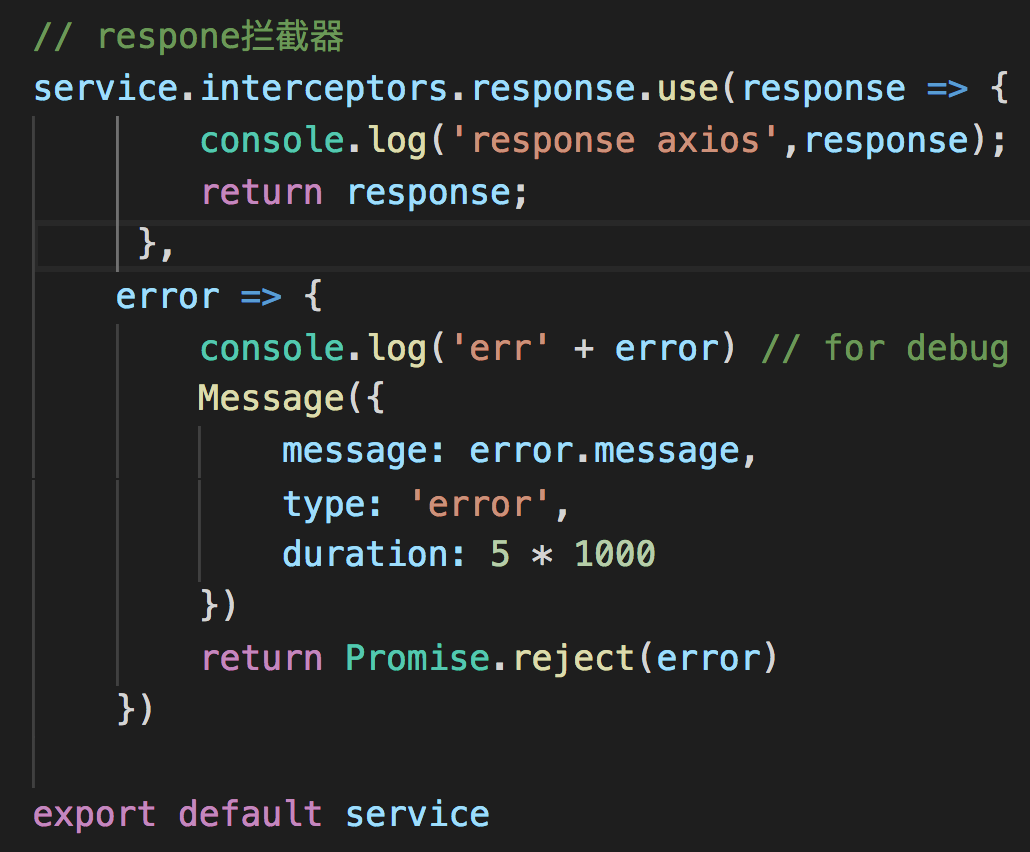 // respone拦截器
service.interceptors.response.use(response => {
        console.log('response axios',response);
        return response;
     },
    error => {
        console.log('err' + error) // for debug
        Message({
            message: error.message,
            type: 'error',
            duration: 5 * 1000
        })
        return Promise.reject(error)
    })
export default service